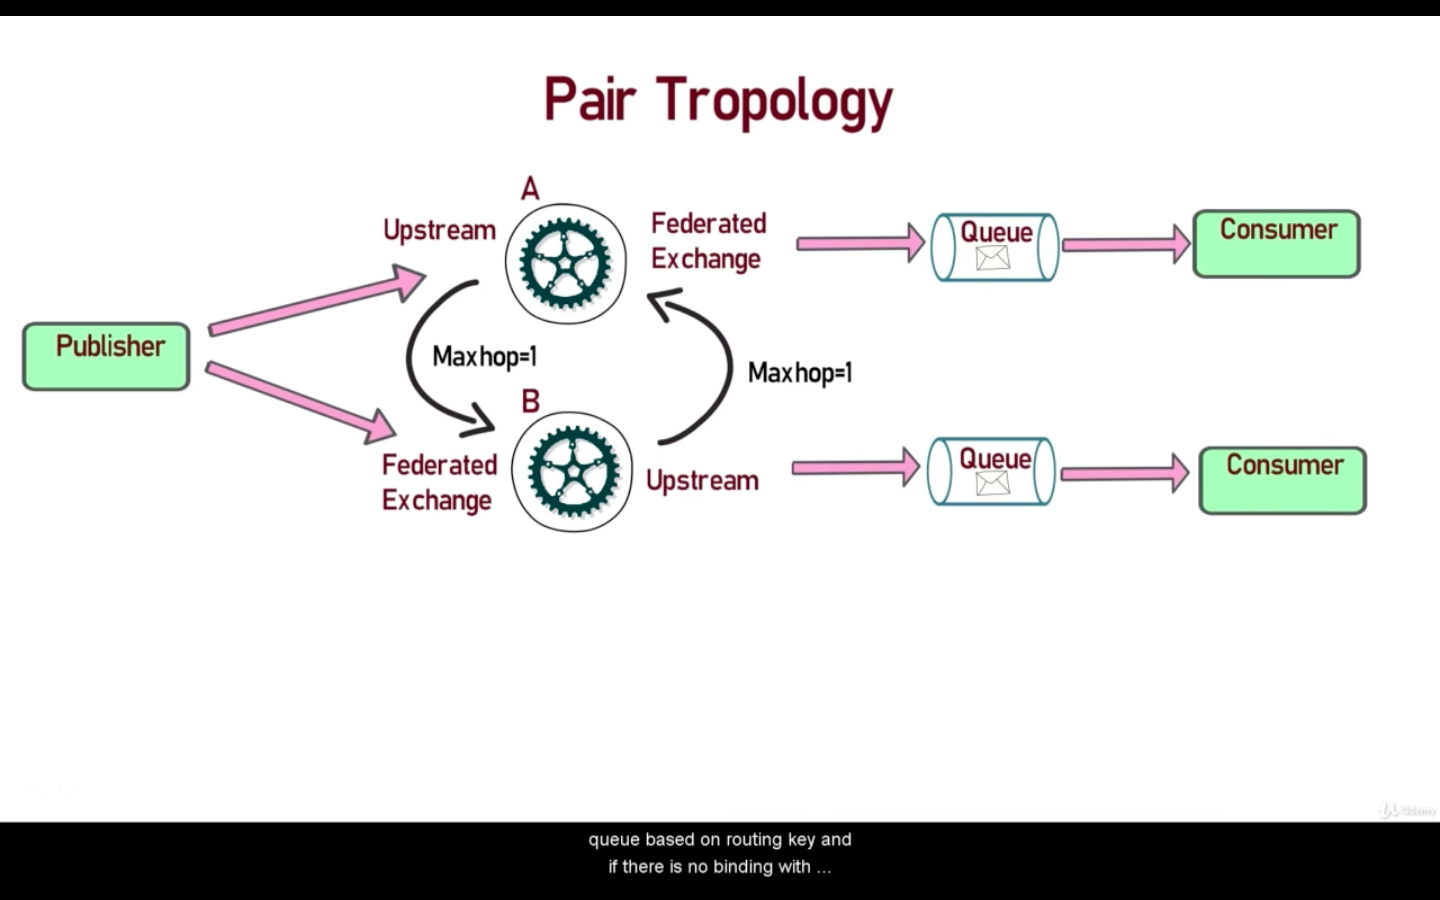 Pair Tropology
A
Upstream
Federated
Exchange
Queue
Consumer
Publisher
Maxhop=1
Maxhop=1
B
Federated
Exchange
Upstream
Queue
Consumer
Udemy
queue based on routing key and
if there is no binding with ...